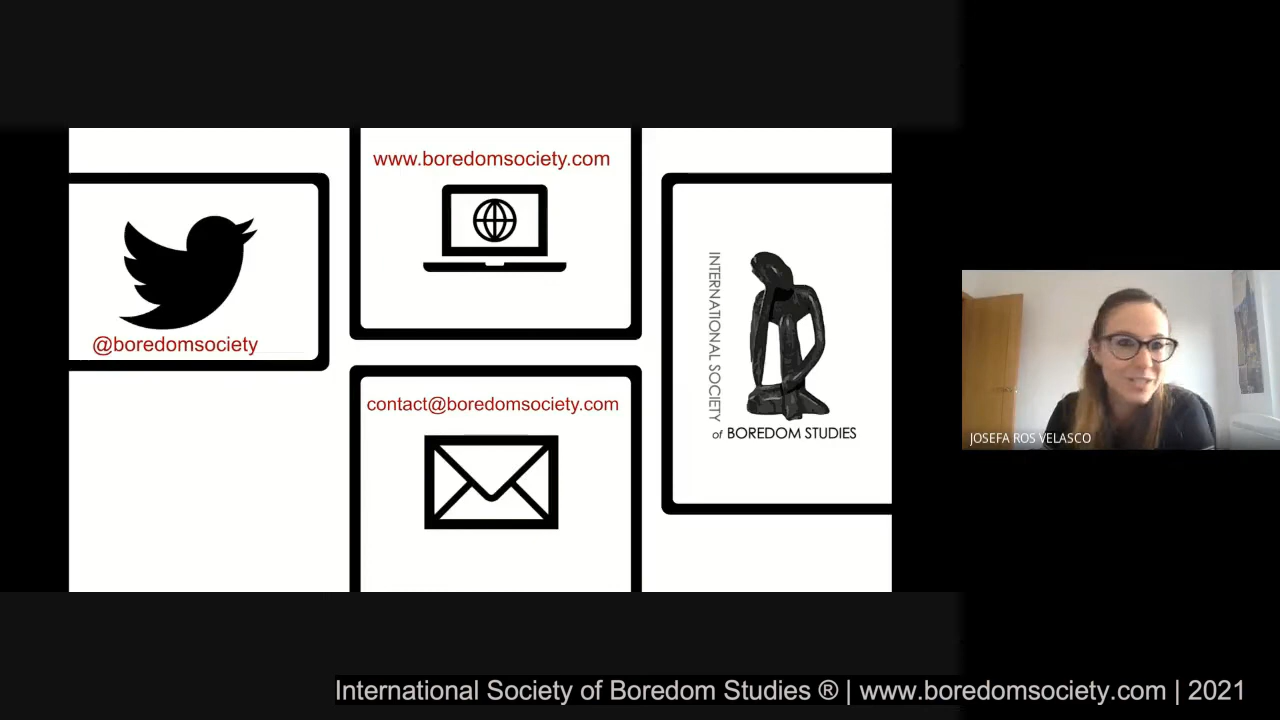 www.boredomsociety.com
@boredomsociety
contact@boredomsociety.com
INTERNATIONAL SOCIETY
of BOREDOM STUDIES
JOSEFA ROS VELASCO
International Society of Boredom Studies ® | www.boredomsociety.com | 2021